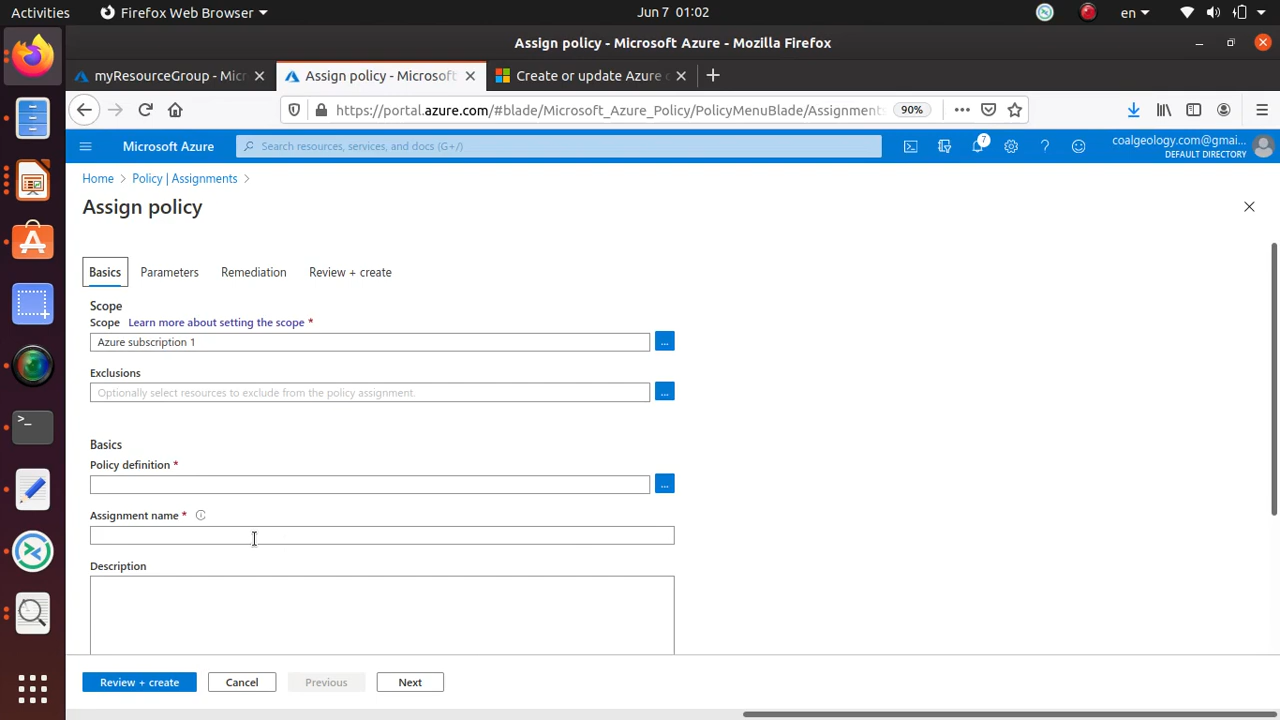 Activities
Firefox Web Browser
Jun 7 01:02
en
Assign policy - Microsoft Azure - Mozilla Firefox
myResourceGroup - Micr
Assign policy - Microsoft
Create or update Azure
https://portal.azure.com/#blade/Microsoft_Azure_Policy/PolicyMenuBlade/Assignment
90%
Microsoft Azure
Search resources, services, and docs (G+/)
7
coalgeology.com@gmai...
DEFAULT DIRECTORY
Home > Policy | Assignments >
Assign policy
Basics
Parameters
Remediation
Review + create
Scope
Scope Learn more about setting the scope *
Azure subscription 1
...
Exclusions
Optionally select resources to exclude from the policy assignment.
...
Basics
Policy definition *
...
Assignment name *
Description
Review + create
Cancel
Previous
Next